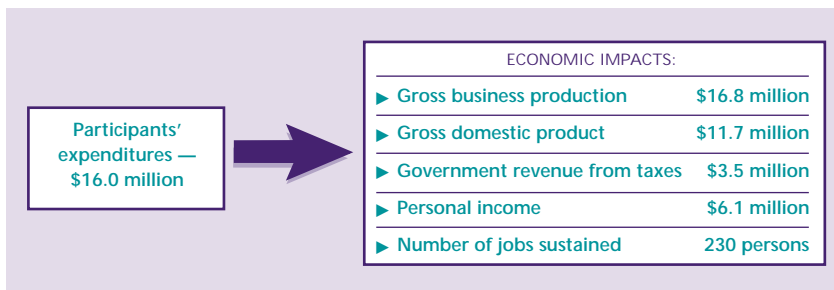 Participants'
expenditures —
$16.0 million
ECONOMIC IMPACTS:
▶ Gross business production $16.8 million
▶ Gross domestic product $11.7 million
▶ Government revenue from taxes $3.5 million
▶ Personal income $6.1 million
▶ Number of jobs sustained 230 persons